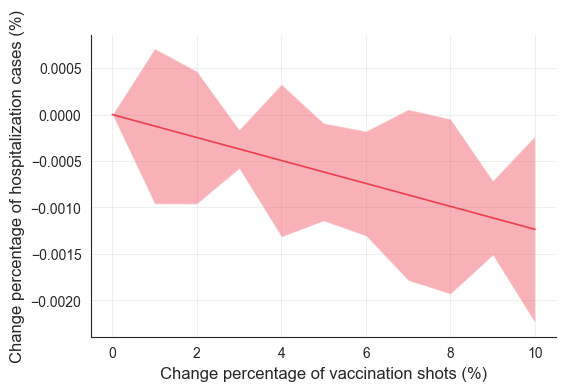 Change percentage of hospitalization cases (%)
0.0005
0.0000
−0.0005
−0.0010
−0.0015
−0.0020
0 2 4 6 8 10
Change percentage of vaccination shots (%)